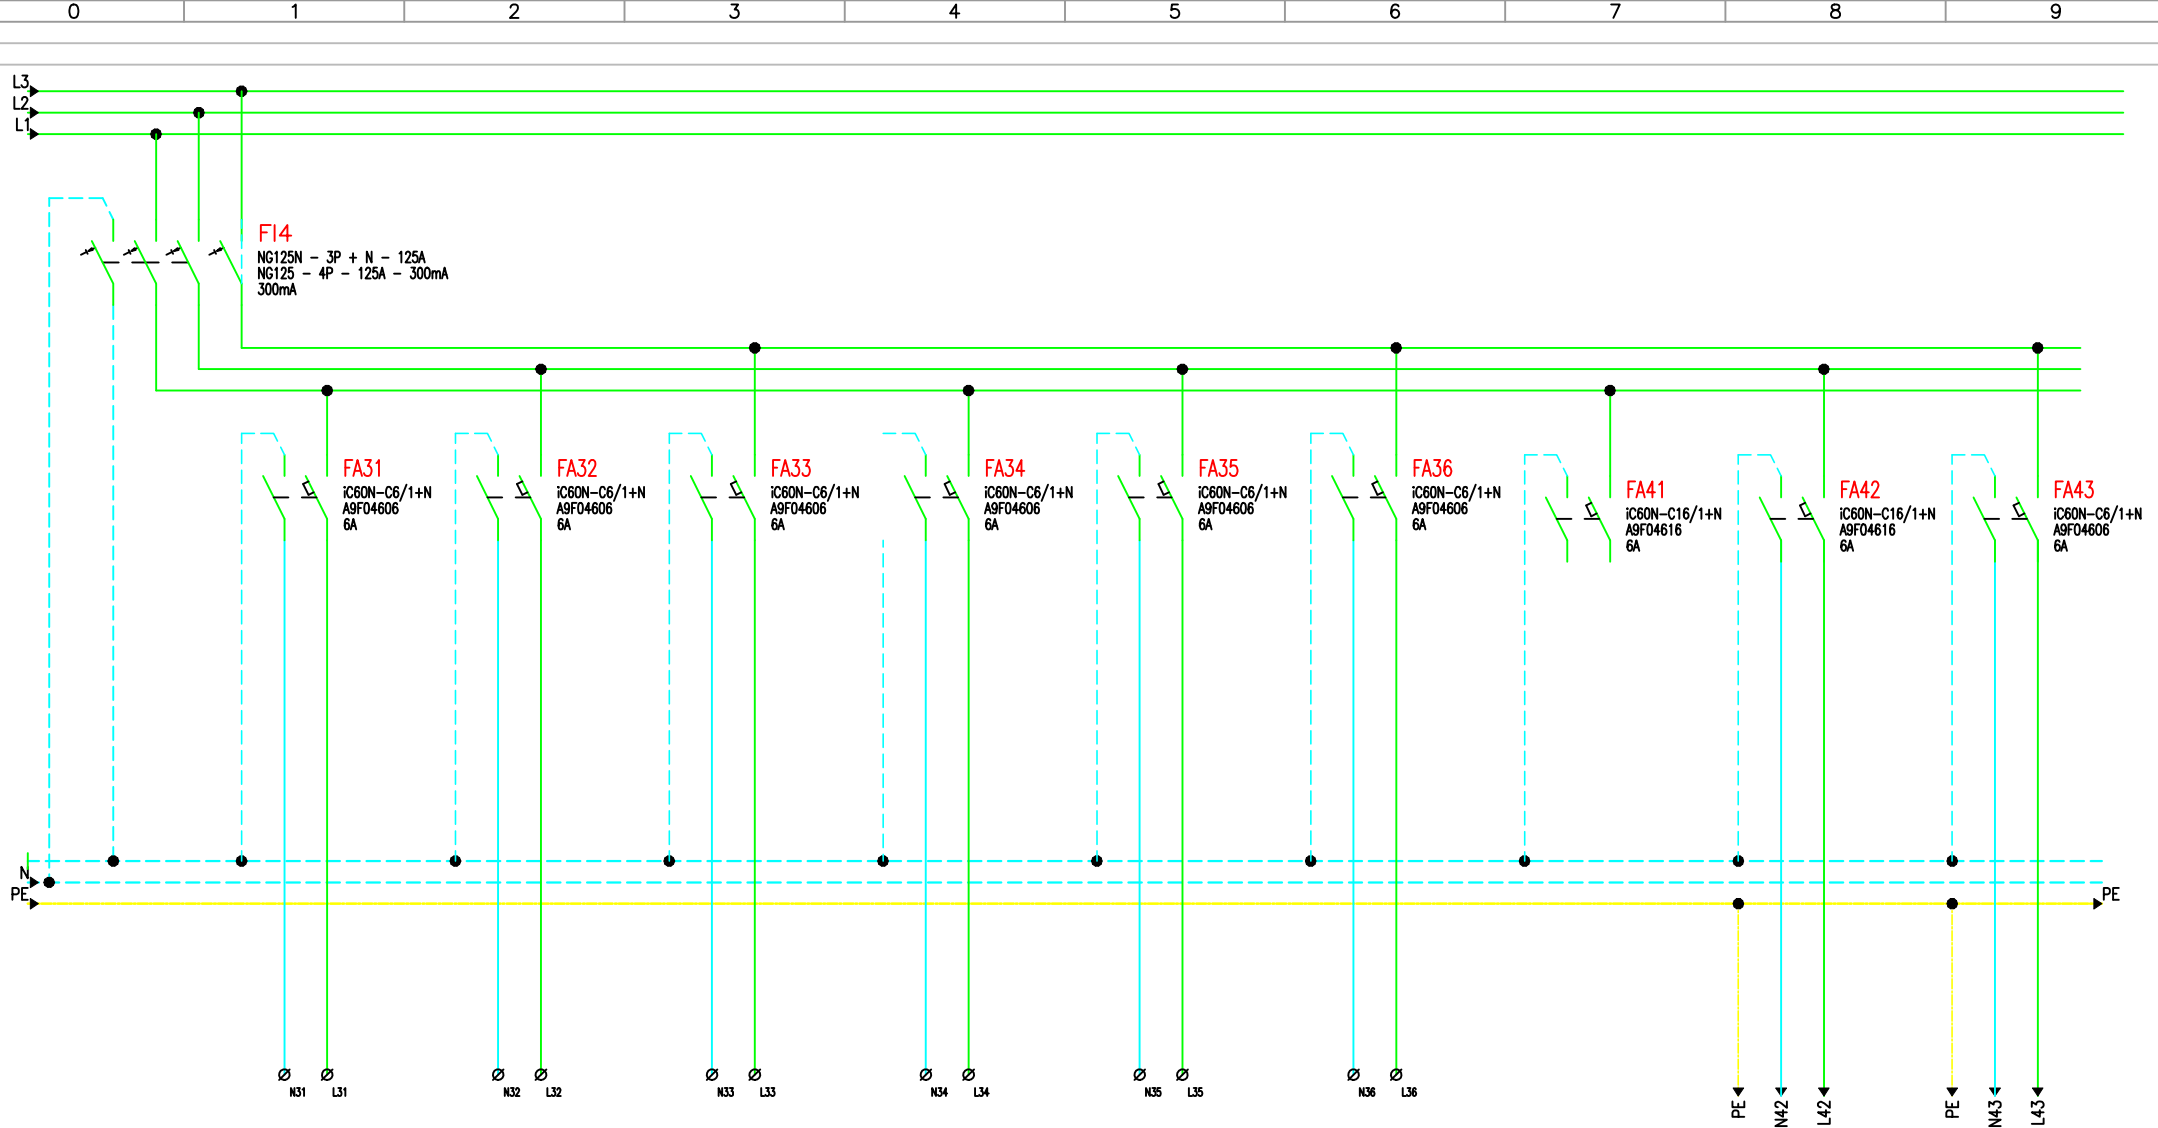 0 1 2 3 4 5 6 7 8 9
L3
L2
L1
FI4
NG125N - 3P + N - 125A
NG125 - 4P - 125A - 300mA
300mA
FA31
iC60N-C6/1+N
A9F04606
6A
FA32
iC60N-C6/1+N
A9F04606
6A
FA33
iC60N-C6/1+N
A9F04606
6A
FA34
iC60N-C6/1+N
A9F04606
6A
FA35
iC60N-C6/1+N
A9F04606
6A
FA36
iC60N-C6/1+N
A9F04606
6A
FA41
iC60N-C16/1+N
A9F04616
6A
FA42
iC60N-C16/1+N
A9F04616
6A
FA43
iC60N-C6/1+N
A9F04606
6A
N
PE PE
N31 L31 N32 L32 N33 L33 N34 L34 N35 L35 N36 L36
PE N42 L42 PE N43 L43